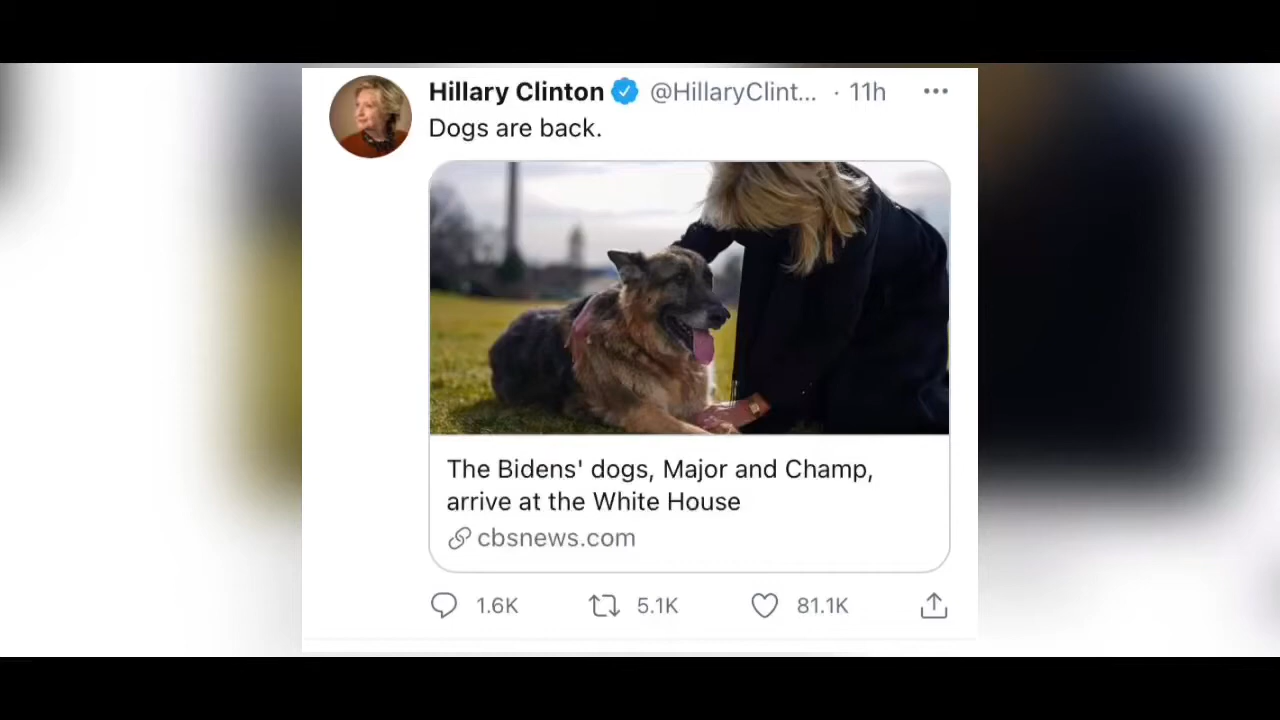 Hillary Clinton @HillaryClint... · 11h
Dogs are back.
The Bidens' dogs, Major and Champ,
arrive at the White House
cbsnews.com
1.6K 5.1K 81.1K